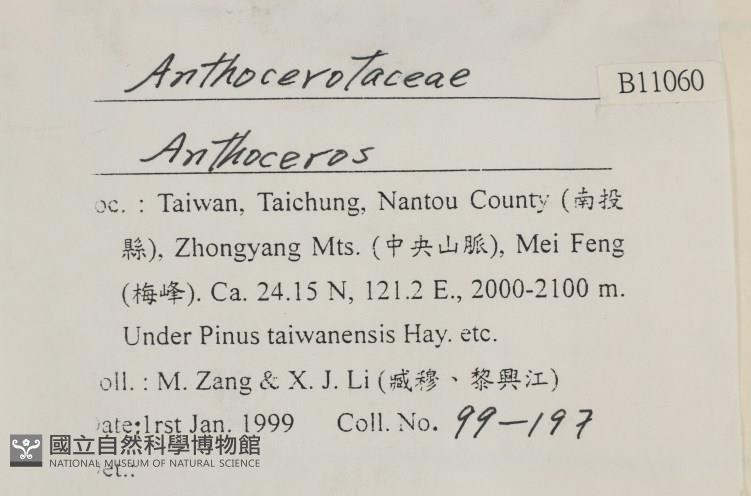 Anthocerotaceae
B11060
Anthoceros
oc. : Taiwan, Taichung, Nantou County (南投
縣), Zhongyang Mts. (中央山脈), Mei Feng
(梅峰). Ca. 24.15 N, 121.2 E., 2000-2100 m.
Under Pinus taiwanensis Hay. etc.
oll. : M. Zang & X. J. Li (臧穆、黎興江)
ate:1rst Jan. 1999 Coll. No. 99-197
國立自然科學博物館
NATIONAL MUSEUM OF NATURAL SCIENCE
et.: